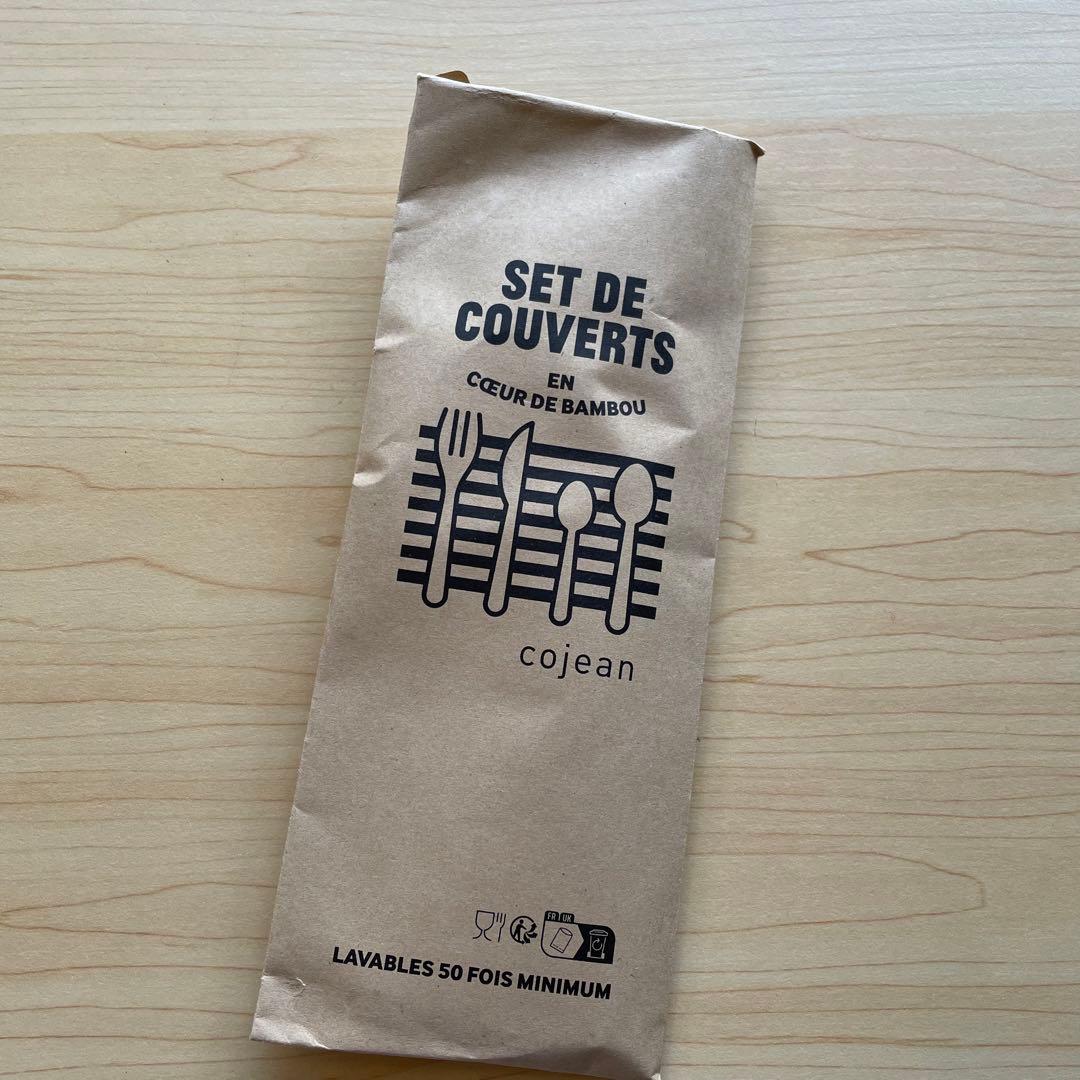 SET DE
COUVERTS
EN
CŒUR DE BAMBOU
cojean
FR UK
LAVABLES 50 FOIS MINIMUM